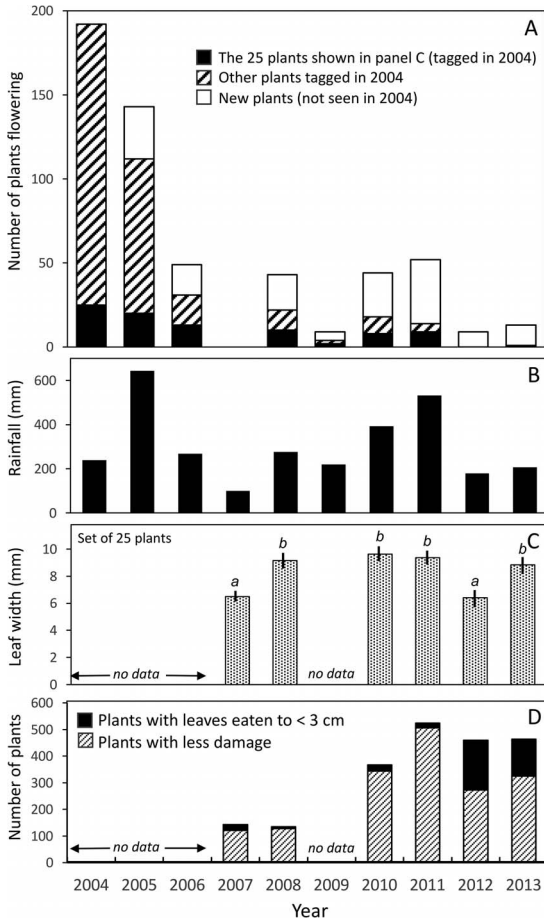 A
200
150
100
50
0
Number of plants flowering
The 25 plants shown in panel C (tagged in 2004)
Other plants tagged in 2004
New plants (not seen in 2004)
B
600
400
200
0
Rainfall (mm)
C
Set of 25 plants
10
8
6
4
2
0
Leaf width (mm)
a
b
b
b
a
b
no data
no data
D
600
500
400
300
200
100
0
Number of plants
Plants with leaves eaten to < 3 cm
Plants with less damage
no data
no data
2004 2005 2006 2007 2008 2009 2010 2011 2012 2013
Year